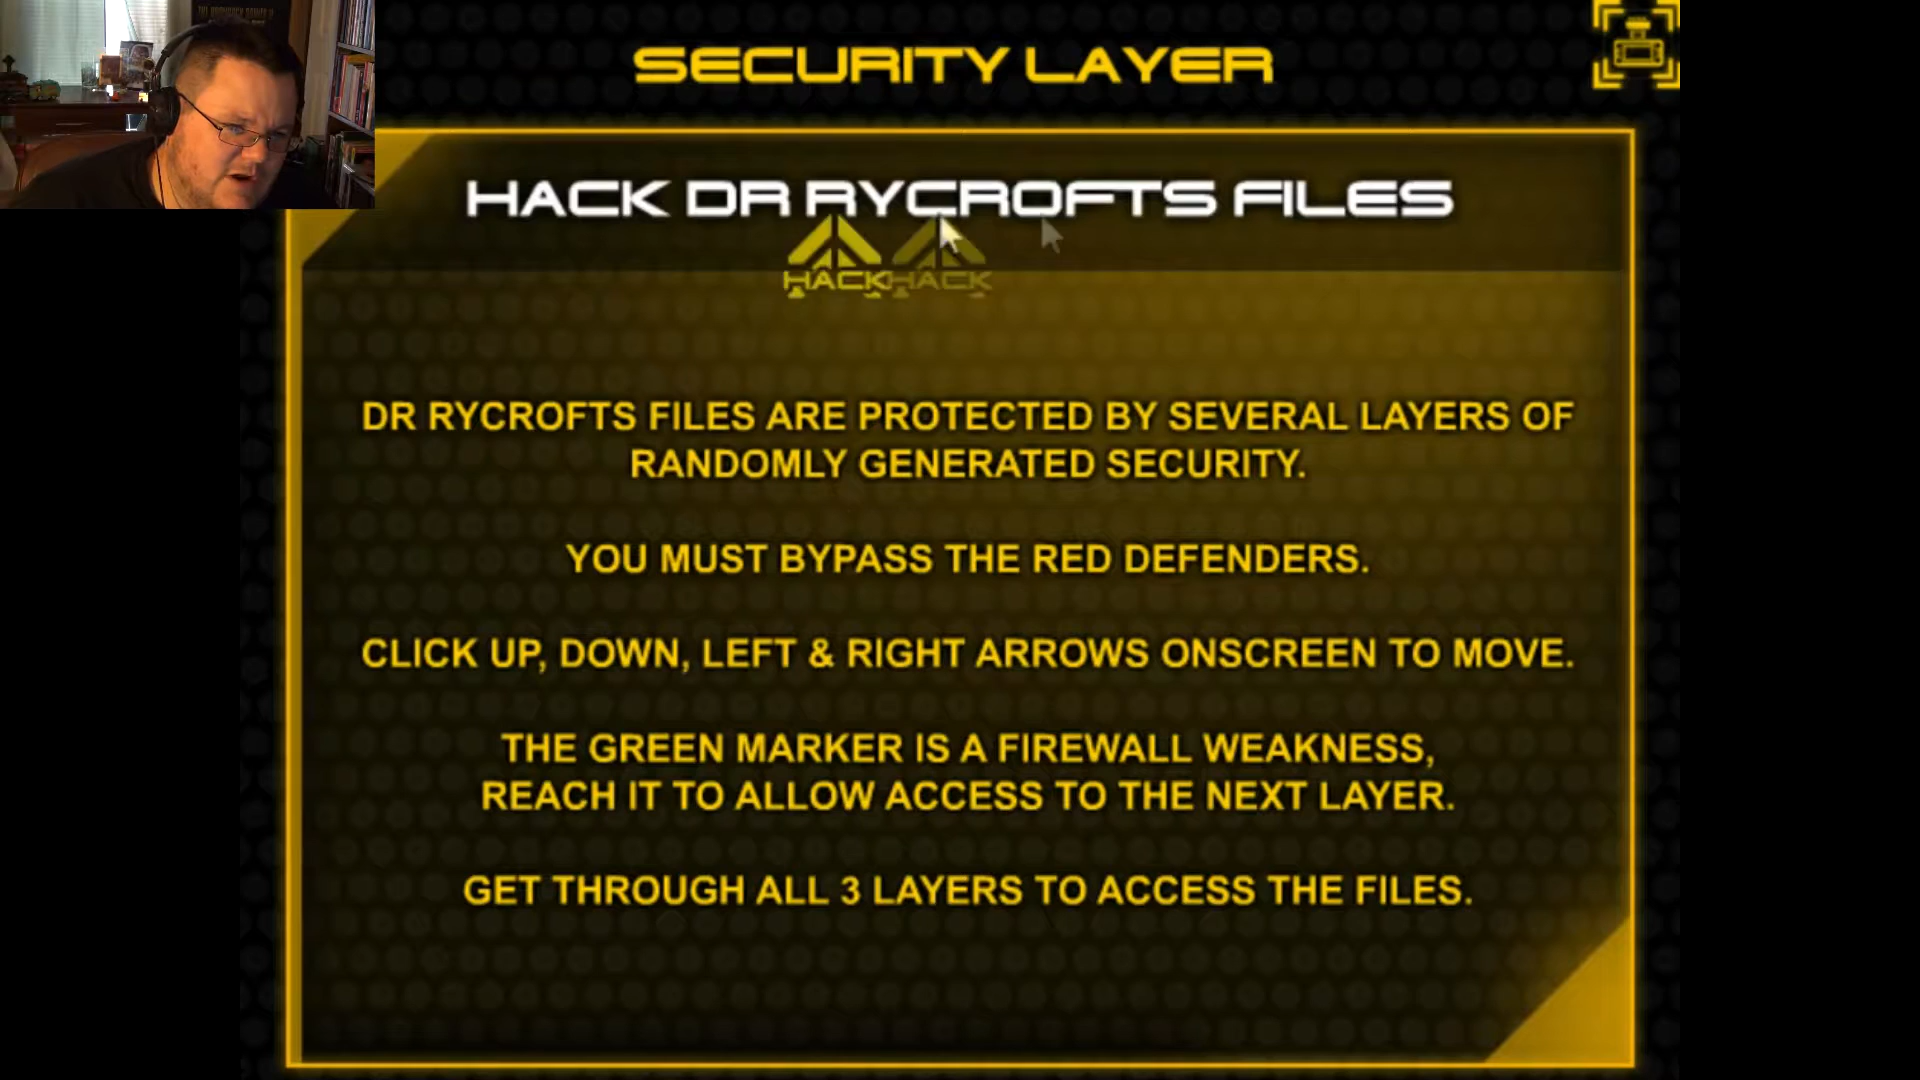 SECURITY LAYER
HACK DR RYCROFTS FILES
HACK HACK
DR RYCROFTS FILES ARE PROTECTED BY SEVERAL LAYERS OF
RANDOMLY GENERATED SECURITY.
YOU MUST BYPASS THE RED DEFENDERS.
CLICK UP, DOWN, LEFT & RIGHT ARROWS ONSCREEN TO MOVE.
THE GREEN MARKER IS A FIREWALL WEAKNESS,
REACH IT TO ALLOW ACCESS TO THE NEXT LAYER.
GET THROUGH ALL 3 LAYERS TO ACCESS THE FILES.